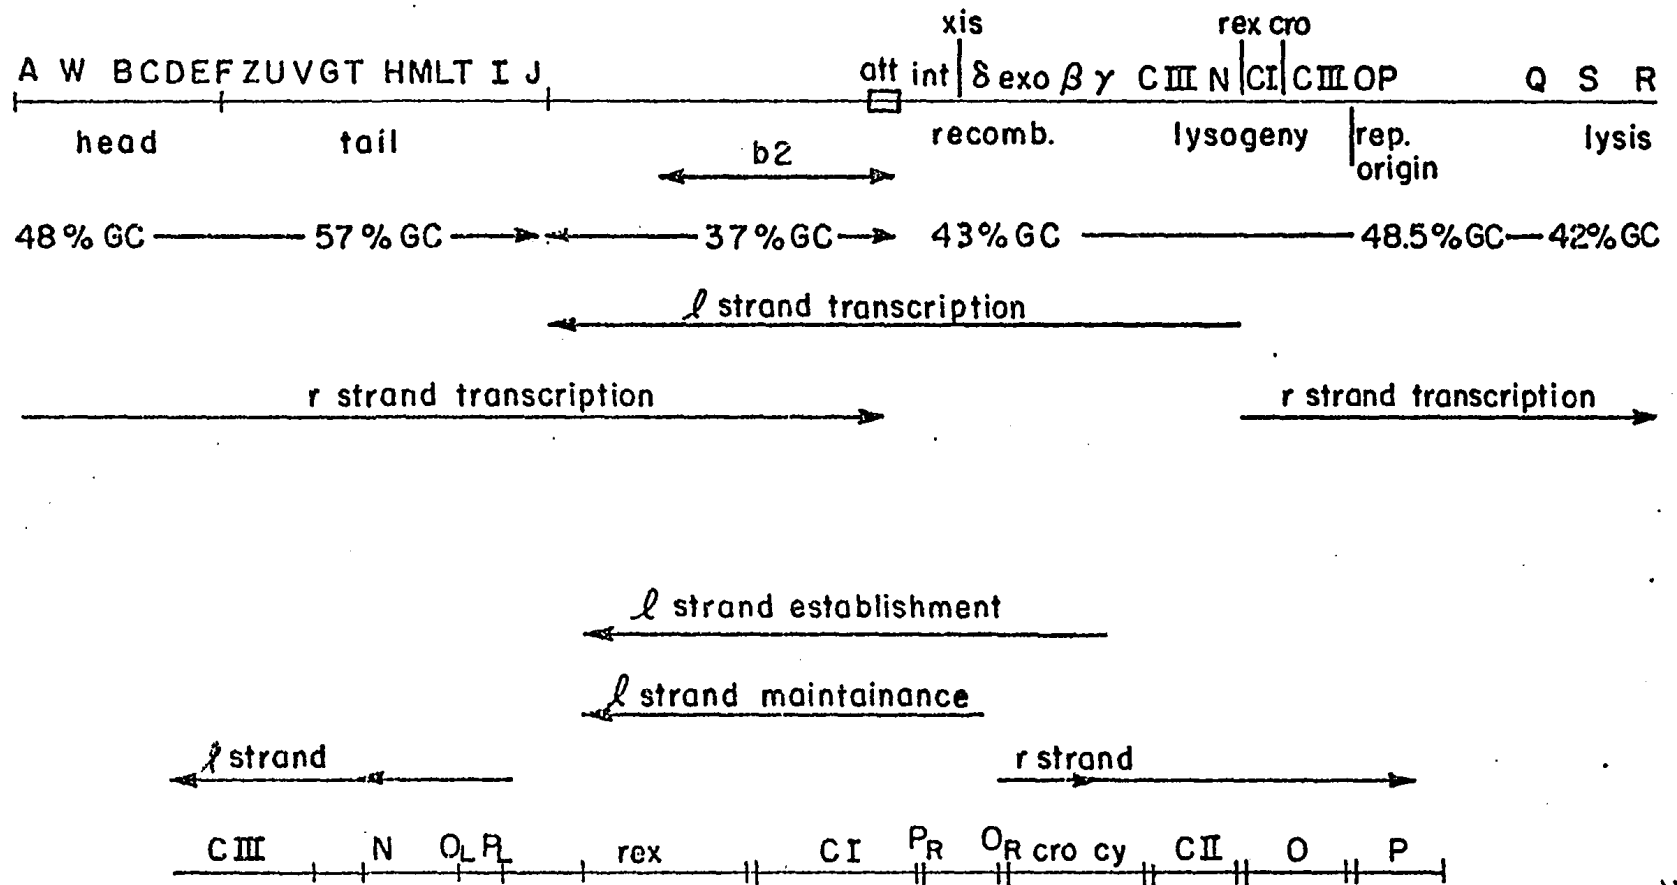 xis rex cro
A W BCDEFZUVGT HMLT I J att int δ exo β γ CIII N CI CIII OP Q S R
head tail recomb. lysogeny rep. origin lysis
b2
48% GC 57% GC 37% GC 43% GC 48.5% GC 42% GC
l strand transcription
r strand transcription r strand transcription
l strand establishment
l strand maintainance
l strand r strand
CIII N OL PL rex CI PR OR cro cy CII O P